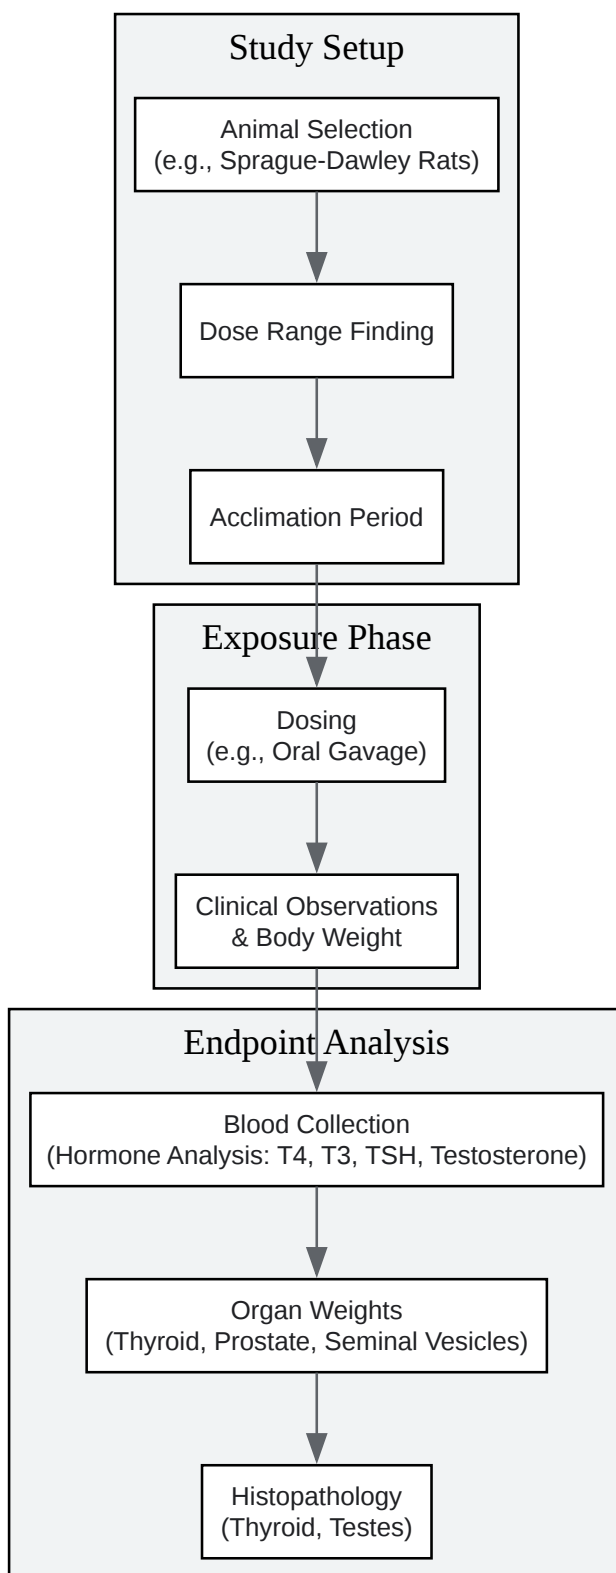 Study Setup
Animal Selection
(e.g., Sprague-Dawley Rats)
Dose Range Finding
Acclimation Period
Exposure Phase
Dosing
(e.g., Oral Gavage)
Clinical Observations
& Body Weight
Endpoint Analysis
Blood Collection
(Hormone Analysis: T4, T3, TSH, Testosterone)
Organ Weights
(Thyroid, Prostate, Seminal Vesicles)
Histopathology
(Thyroid, Testes)